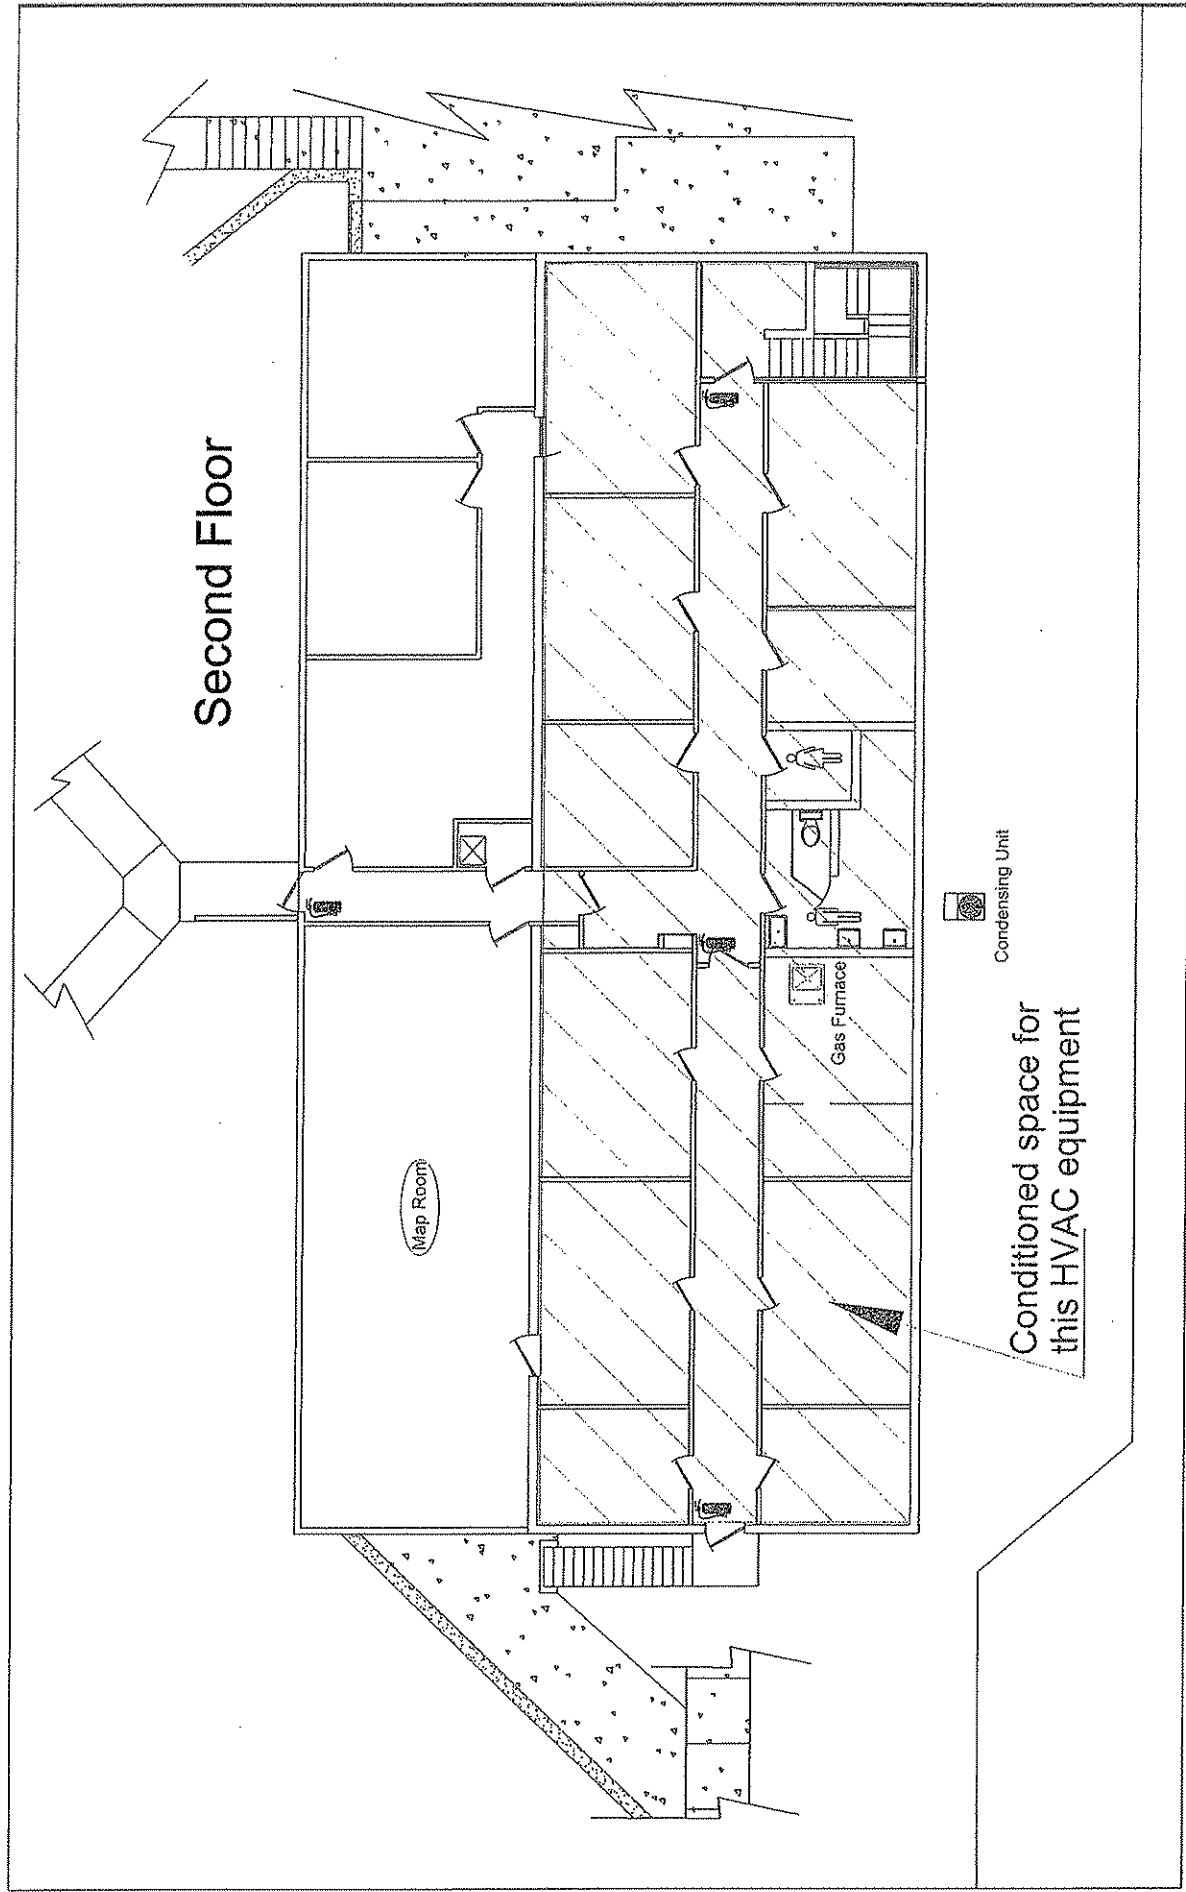 Second Floor
Map Room
Gas Furnace
Condensing Unit
Conditioned space for
this HVAC equipment